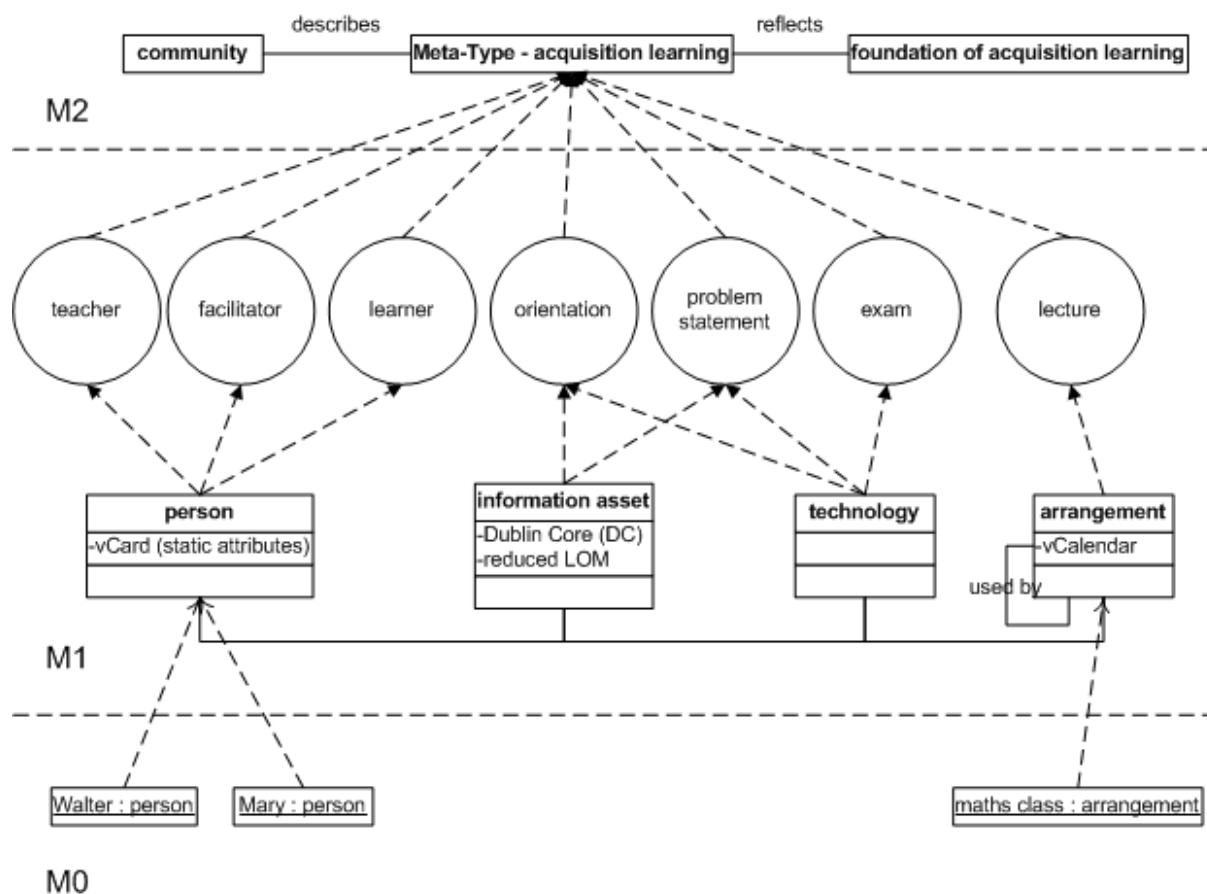 describes
reflects
community
Meta-Type - acquisition learning
foundation of acquisition learning
M2
teacher
facilitator
learner
orientation
problem
statement
exam
lecture
person
-vCard (static attributes)
information asset
-Dublin Core (DC)
-reduced LOM
technology
arrangement
-vCalendar
used by
M1
Walter : person
Mary : person
maths class : arrangement
M0